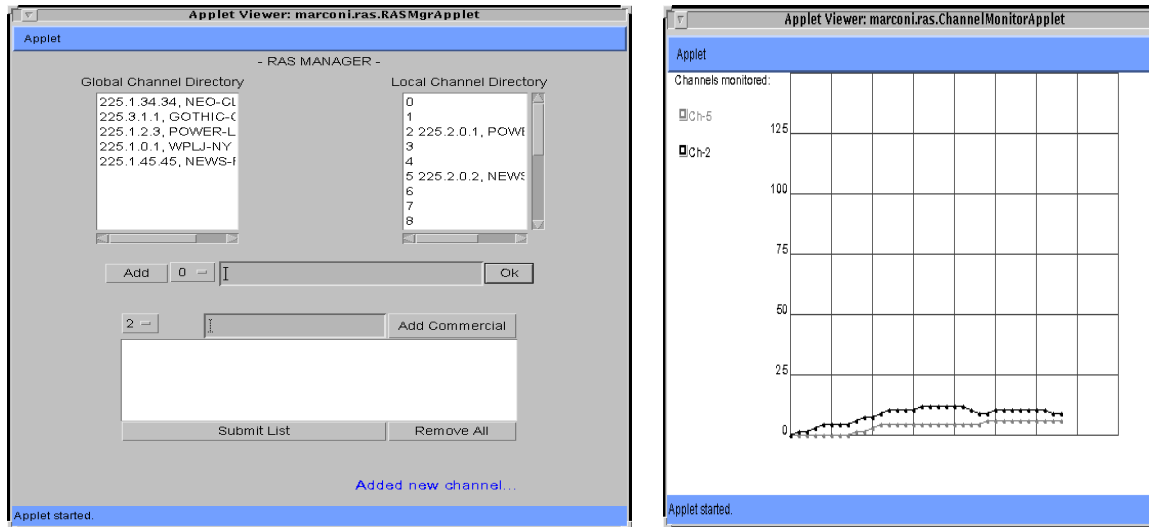 Applet Viewer: marconi.ras.RASMgrApplet
Applet
- RAS MANAGER -
Global Channel Directory
Local Channel Directory
225.1.34.34, NEO-CL
225.3.1.1, GOTHIC-
225.1.2.3, POWER-L
225.1.0.1, WPLJ-NY
225.1.45.45, NEWS-
0
1
2 225.2.0.1, POWE
3
4
5 225.2.0.2, NEWS
6
7
8
Add
0
Ok
2
Add Commercial
Submit List
Remove All
Added new channel...
Applet started.
Applet Viewer: marconi.ras.ChannelMonitorApplet
Applet
Channels monitored:
Ch-5
Ch-2
125
100
75
50
25
0
Applet started.